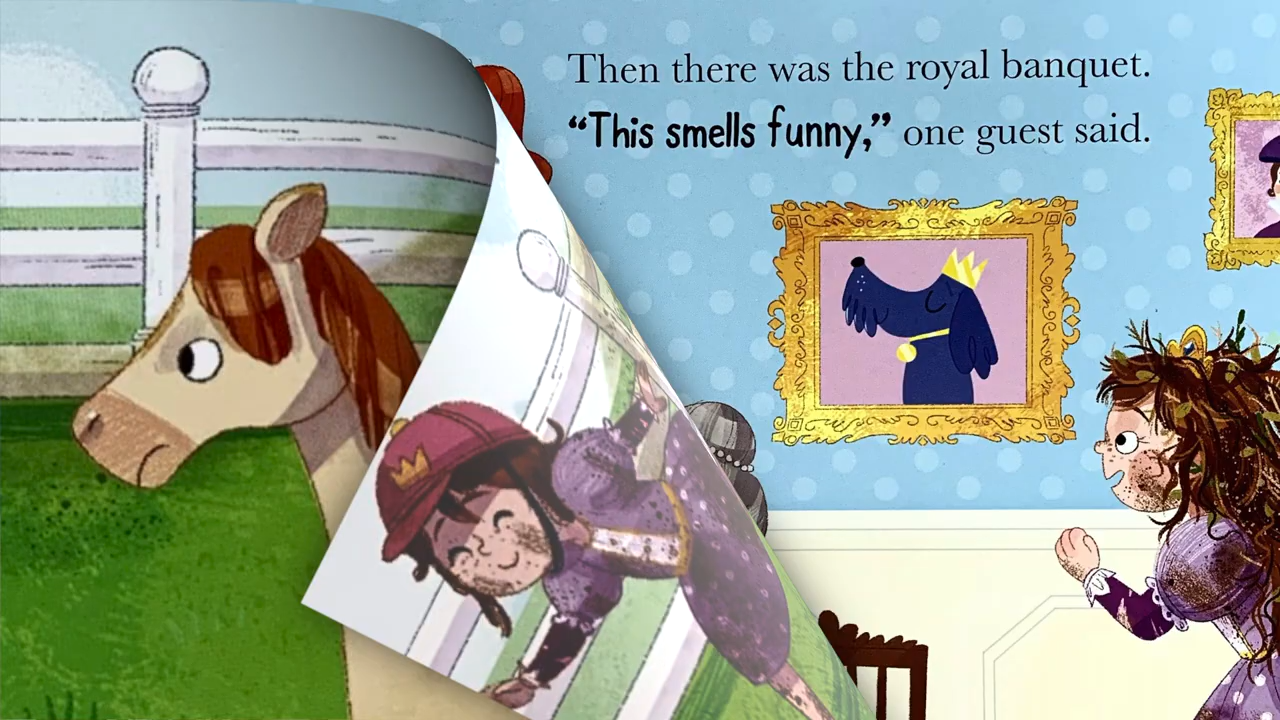 Then there was the royal banquet.
“This smells funny,” one guest said.